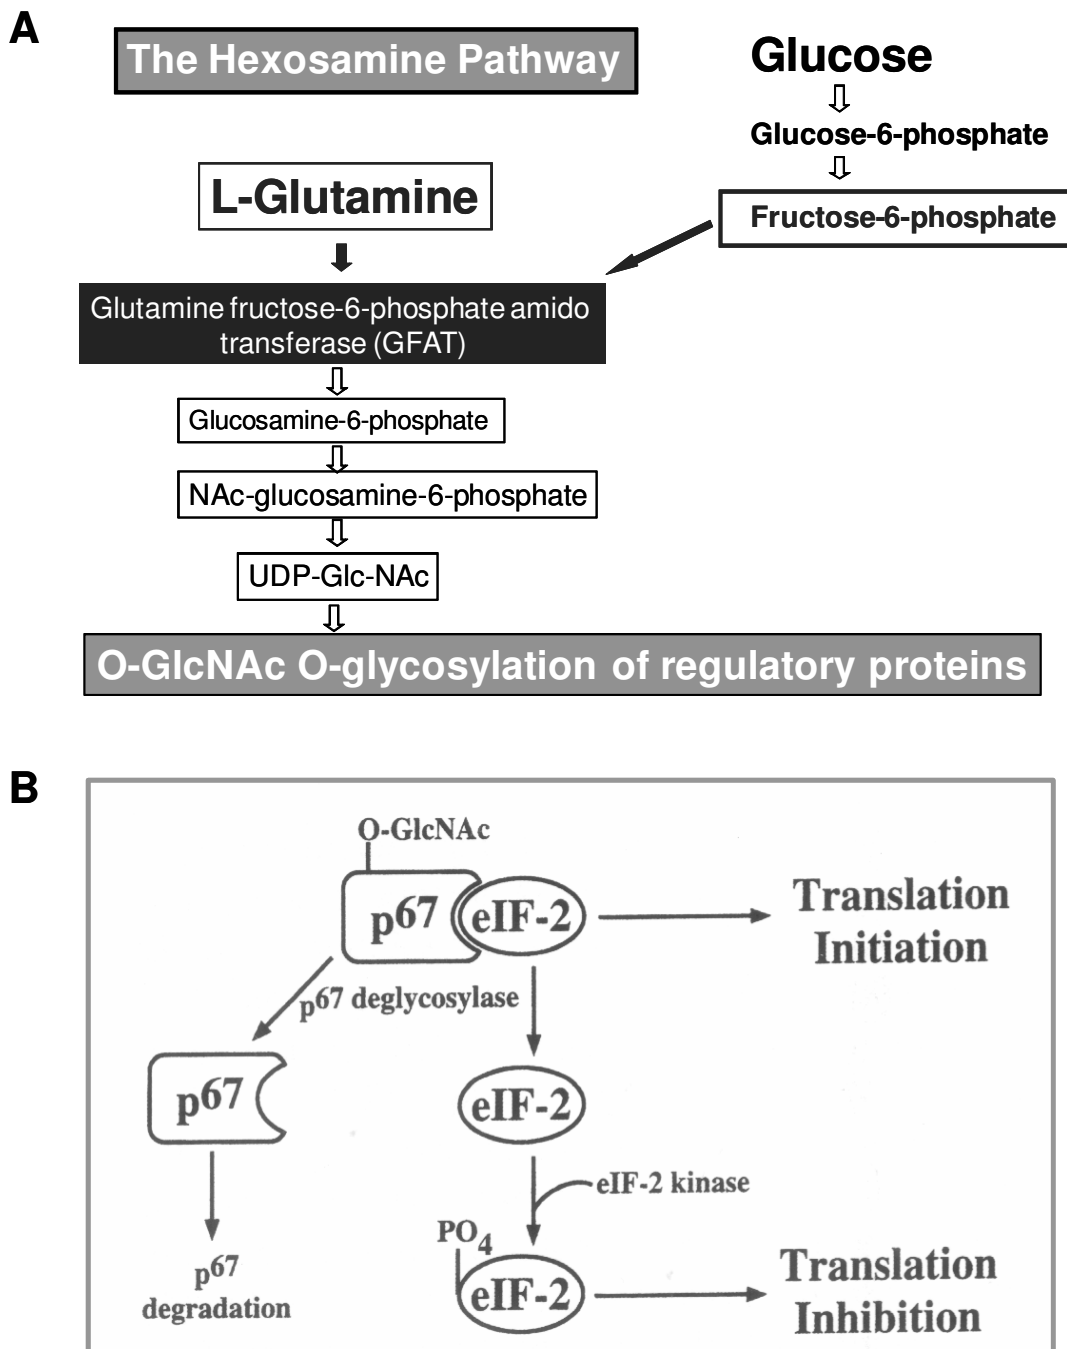 A
The Hexosamine Pathway
Glucose
Glucose-6-phosphate
L-Glutamine
Fructose-6-phosphate
Glutamine fructose-6-phosphate amido
transferase (GFAT)
Glucosamine-6-phosphate
NAc-glucosamine-6-phosphate
UDP-Glc-NAc
O-GlcNAc O-glycosylation of regulatory proteins
B
O-GlcNAc
p67
eIF-2
Translation
Initiation
p67 deglycosylase
p67
eIF-2
eIF-2 kinase
PO4
p67
degradation
eIF-2
Translation
Inhibition